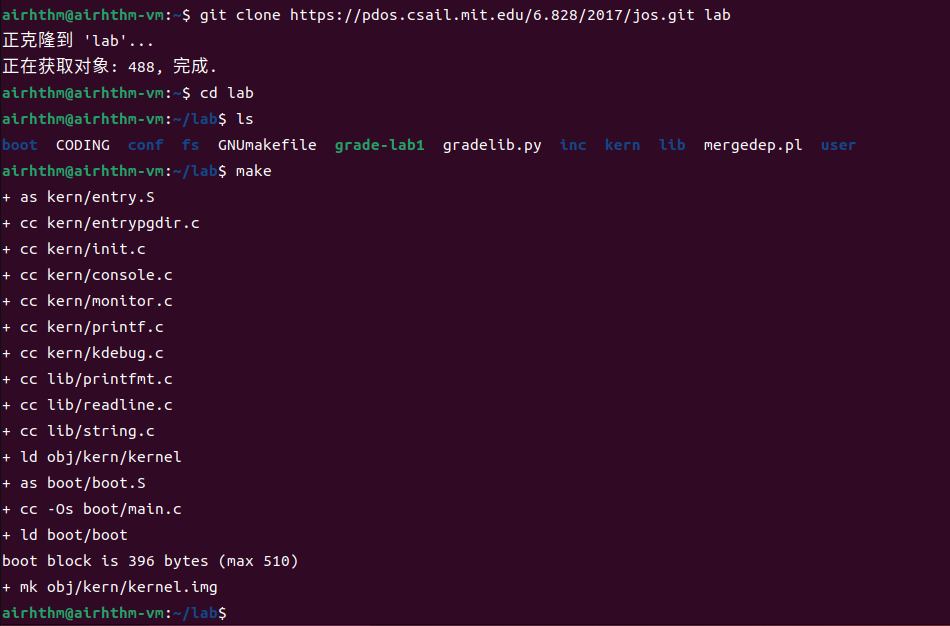 airhthm@airhthm-vm:~$ git clone https://pdos.csail.mit.edu/6.828/2017/jos.git lab
正克隆到 'lab'...
正在获取对象: 488, 完成.
airhthm@airhthm-vm:~$ cd lab
airhthm@airhthm-vm:~/lab$ ls
boot  CODING  conf  fs  GNUmakefile  grade-lab1  gradelib.py  inc  kern  lib  mergedep.pl  user
airhthm@airhthm-vm:~/lab$ make
+ as kern/entry.S
+ cc kern/entrypgdir.c
+ cc kern/init.c
+ cc kern/console.c
+ cc kern/monitor.c
+ cc kern/printf.c
+ cc kern/kdebug.c
+ cc lib/printfmt.c
+ cc lib/readline.c
+ cc lib/string.c
+ ld obj/kern/kernel
+ as boot/boot.S
+ cc -Os boot/main.c
+ ld boot/boot
boot block is 396 bytes (max 510)
+ mk obj/kern/kernel.img
airhthm@airhthm-vm:~/lab$